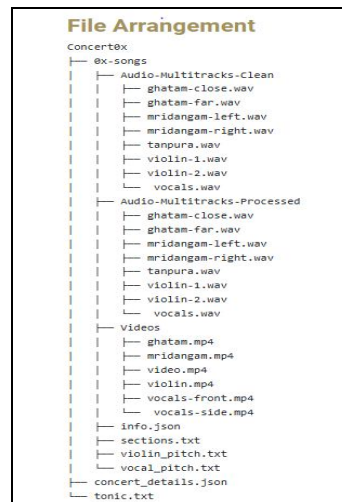 File Arrangement
Concert0x
├── 0x-songs
│   ├── Audio-Multitracks-Clean
│   │   ├── ghatam-close.wav
│   │   ├── ghatam-far.wav
│   │   ├── mridangam-left.wav
│   │   ├── mridangam-right.wav
│   │   ├── tanpura.wav
│   │   ├── violin-1.wav
│   │   ├── violin-2.wav
│   │   └── vocals.wav
│   ├── Audio-Multitracks-Processed
│   │   ├── ghatam-close.wav
│   │   ├── ghatam-far.wav
│   │   ├── mridangam-left.wav
│   │   ├── mridangam-right.wav
│   │   ├── tanpura.wav
│   │   ├── violin-1.wav
│   │   ├── violin-2.wav
│   │   └── vocals.wav
│   ├── Videos
│   │   ├── ghatam.mp4
│   │   ├── mridangam.mp4
│   │   ├── video.mp4
│   │   ├── violin.mp4
│   │   ├── vocals-front.mp4
│   │   └── vocals-side.mp4
│   ├── info.json
│   ├── sections.txt
│   ├── violin_pitch.txt
│   └── vocal_pitch.txt
├── concert_details.json
└── tonic.txt